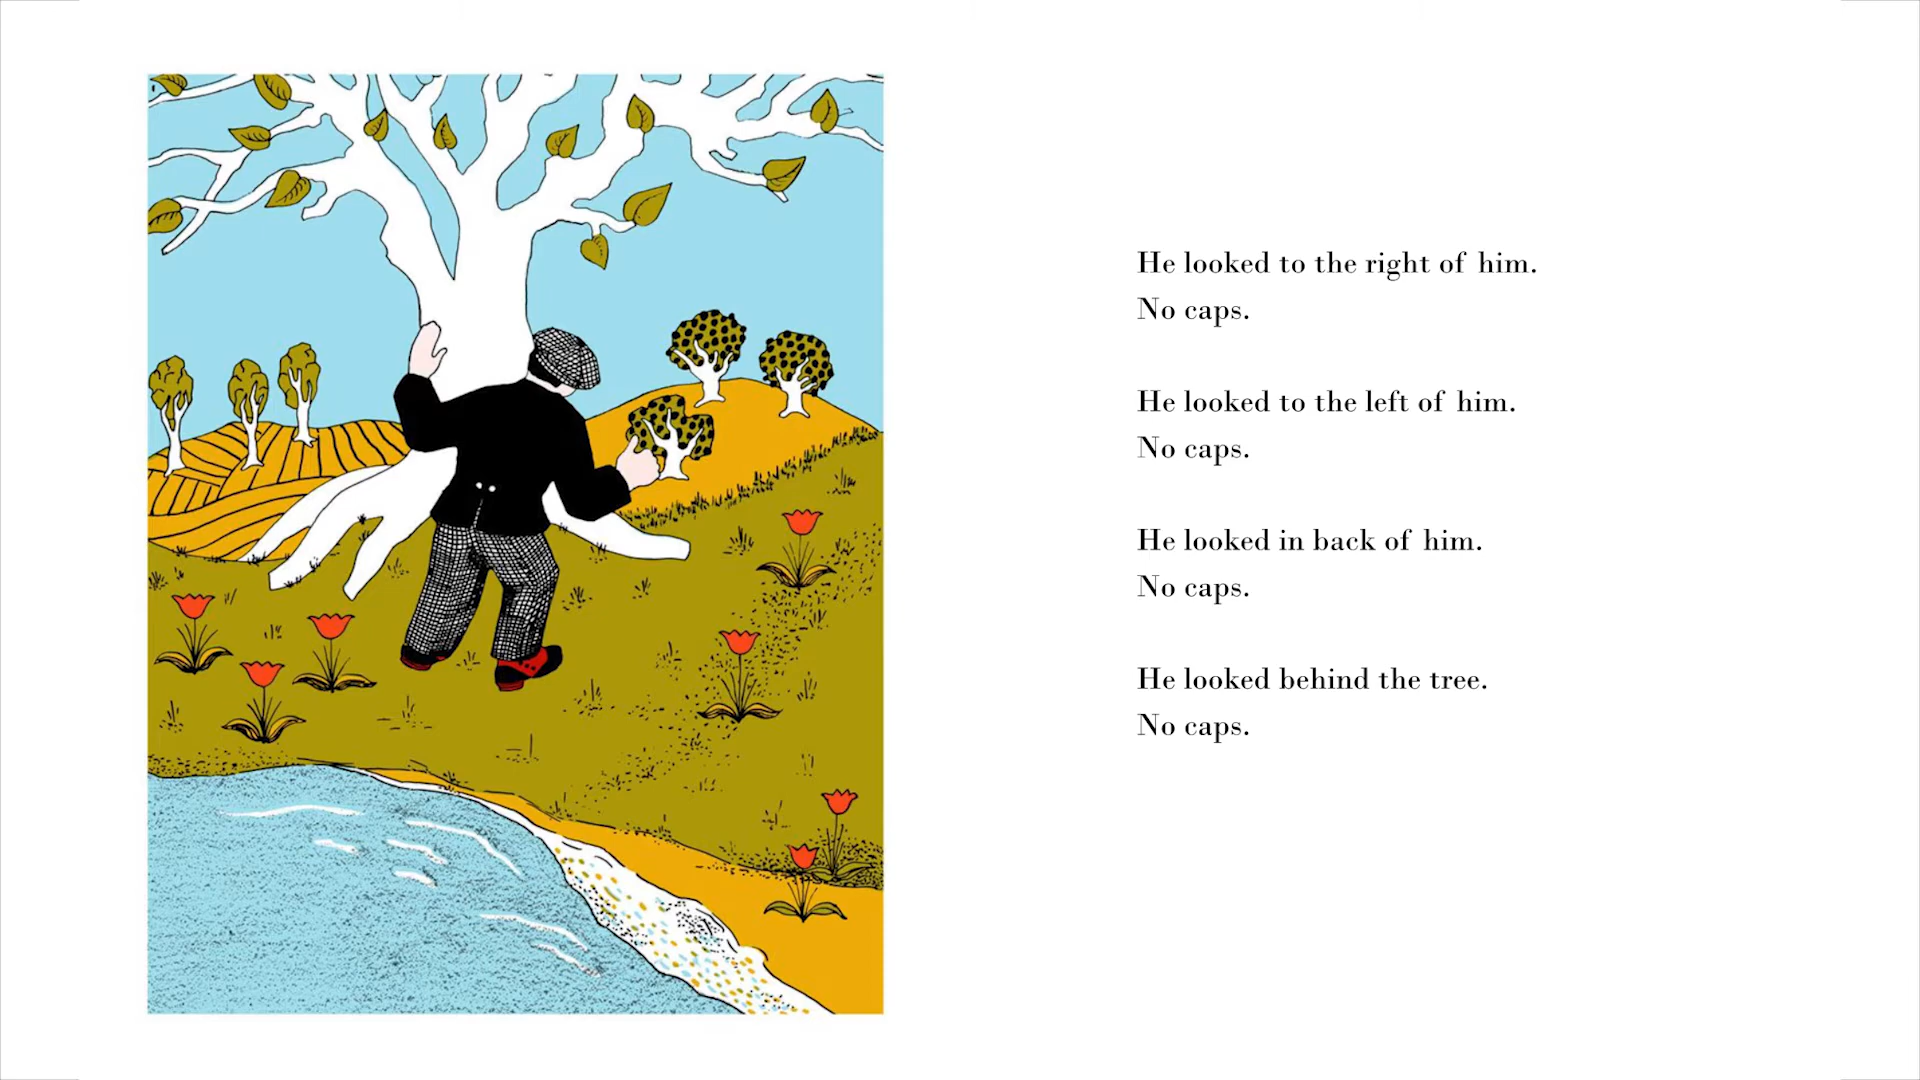 He looked to the right of him.
No caps.
He looked to the left of him.
No caps.
He looked in back of him.
No caps.
He looked behind the tree.
No caps.